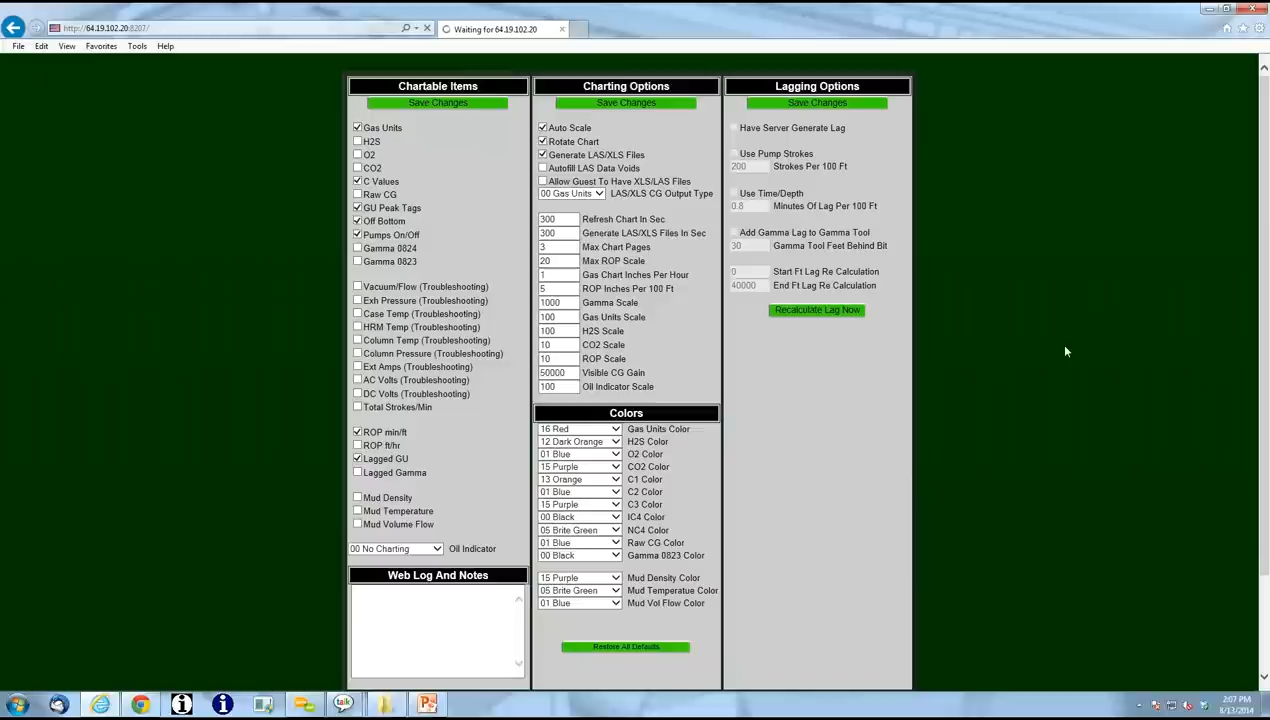 http://64.19.102.20:8207/
Waiting for 64.19.102.20
File Edit View Favorites Tools Help
Chartable Items
Save Changes
Gas Units
H2S
O2
CO2
C Values
Raw CG
GU Peak Tags
Off Bottom
Pumps On/Off
Gamma 0824
Gamma 0823
Vacuum/Flow (Troubleshooting)
Exh Pressure (Troubleshooting)
Case Temp (Troubleshooting)
HRM Temp (Troubleshooting)
Column Temp (Troubleshooting)
Column Pressure (Troubleshooting)
Ext Amps (Troubleshooting)
AC Volts (Troubleshooting)
DC Volts (Troubleshooting)
Total Strokes/Min
ROP min/ft
ROP ft/hr
Lagged GU
Lagged Gamma
Mud Density
Mud Temperature
Mud Volume Flow
00 No Charting Oil Indicator
Web Log And Notes
Charting Options
Save Changes
Auto Scale
Rotate Chart
Generate LAS/XLS Files
Autofill LAS Data Voids
Allow Guest To Have XLS/LAS Files
00 Gas Units LAS/XLS CG Output Type
300 Refresh Chart In Sec
300 Generate LAS/XLS Files In Sec
3 Max Chart Pages
20 Max ROP Scale
1 Gas Chart Inches Per Hour
5 ROP Inches Per 100 Ft
1000 Gamma Scale
100 Gas Units Scale
100 H2S Scale
10 CO2 Scale
10 ROP Scale
50000 Visible CG Gain
100 Oil Indicator Scale
Colors
16 Red Gas Units Color
12 Dark Orange H2S Color
01 Blue O2 Color
15 Purple CO2 Color
13 Orange C1 Color
01 Blue C2 Color
15 Purple C3 Color
00 Black IC4 Color
05 Brite Green NC4 Color
01 Blue Raw CG Color
00 Black Gamma 0823 Color
15 Purple Mud Density Color
05 Brite Green Mud Temperatue Color
01 Blue Mud Vol Flow Color
Restore All Defaults
Lagging Options
Save Changes
Have Server Generate Lag
Use Pump Strokes
200 Strokes Per 100 Ft
Use Time/Depth
0.8 Minutes Of Lag Per 100 Ft
Add Gamma Lag to Gamma Tool
30 Gamma Tool Feet Behind Bit
0 Start Ft Lag Re Calculation
40000 End Ft Lag Re Calculation
Recalculate Lag Now
talk
2:07 PM
8/13/2014